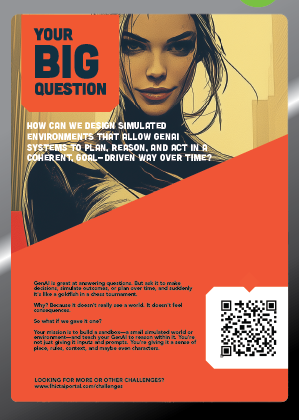 YOUR
BIG
QUESTION
HOW CAN WE DESIGN SIMULATED
ENVIRONMENTS THAT ALLOW GENAI
SYSTEMS TO PLAN, REASON, AND ACT IN A
COHERENT, GOAL-DRIVEN WAY OVER TIME?
GenAI is great at answering questions. But ask it to make
decisions, simulate outcomes, or plan over time, and suddenly
it's like a goldfish in a chess tournament.
Why? Because it doesn't really use a world. It doesn't feel
consequences.
So what if we gave it one?
Your mission is to build a sandbox—a small simulated world or
environment—and teach your GenAI to reason within it. You're
not just giving it inputs and prompts. You're giving it a sense of
place, rules, context, and maybe even characters.
LOOKING FOR MORE OR OTHER CHALLENGES?